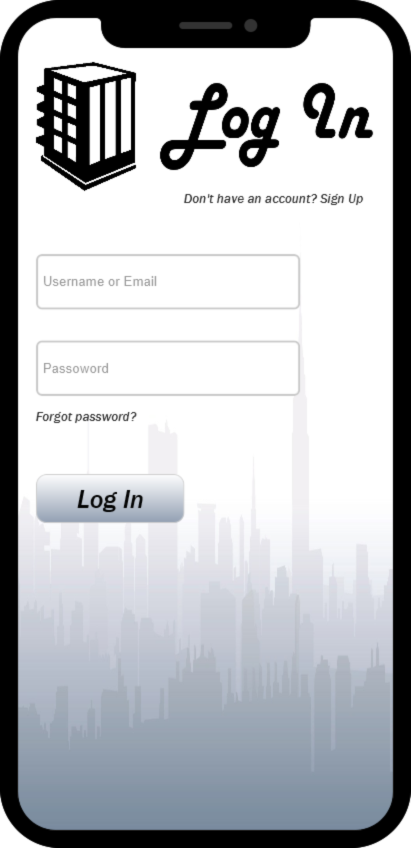 Log In
Don't have an account? Sign Up
Username or Email
Passoword
Forgot password?
Log In